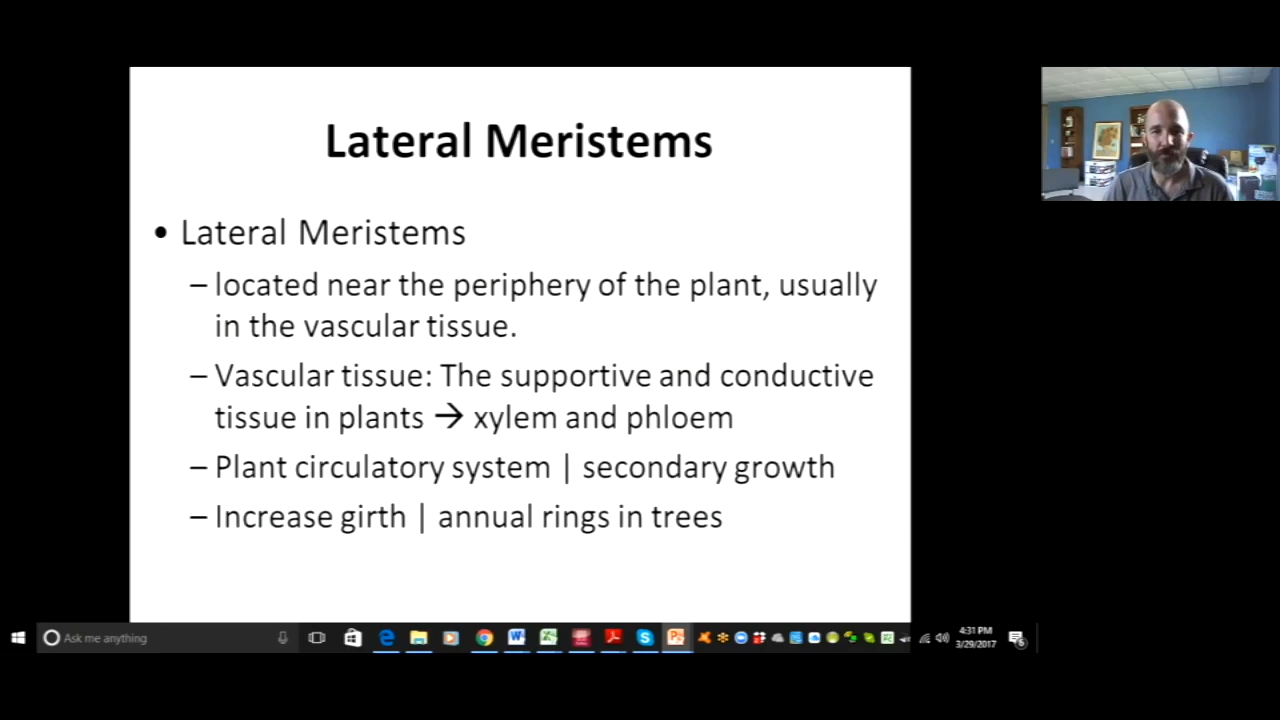 Lateral Meristems
• Lateral Meristems
– located near the periphery of the plant, usually
in the vascular tissue.
– Vascular tissue: The supportive and conductive
tissue in plants → xylem and phloem
– Plant circulatory system | secondary growth
– Increase girth | annual rings in trees
Ask me anything
4:31 PM
3/29/2017